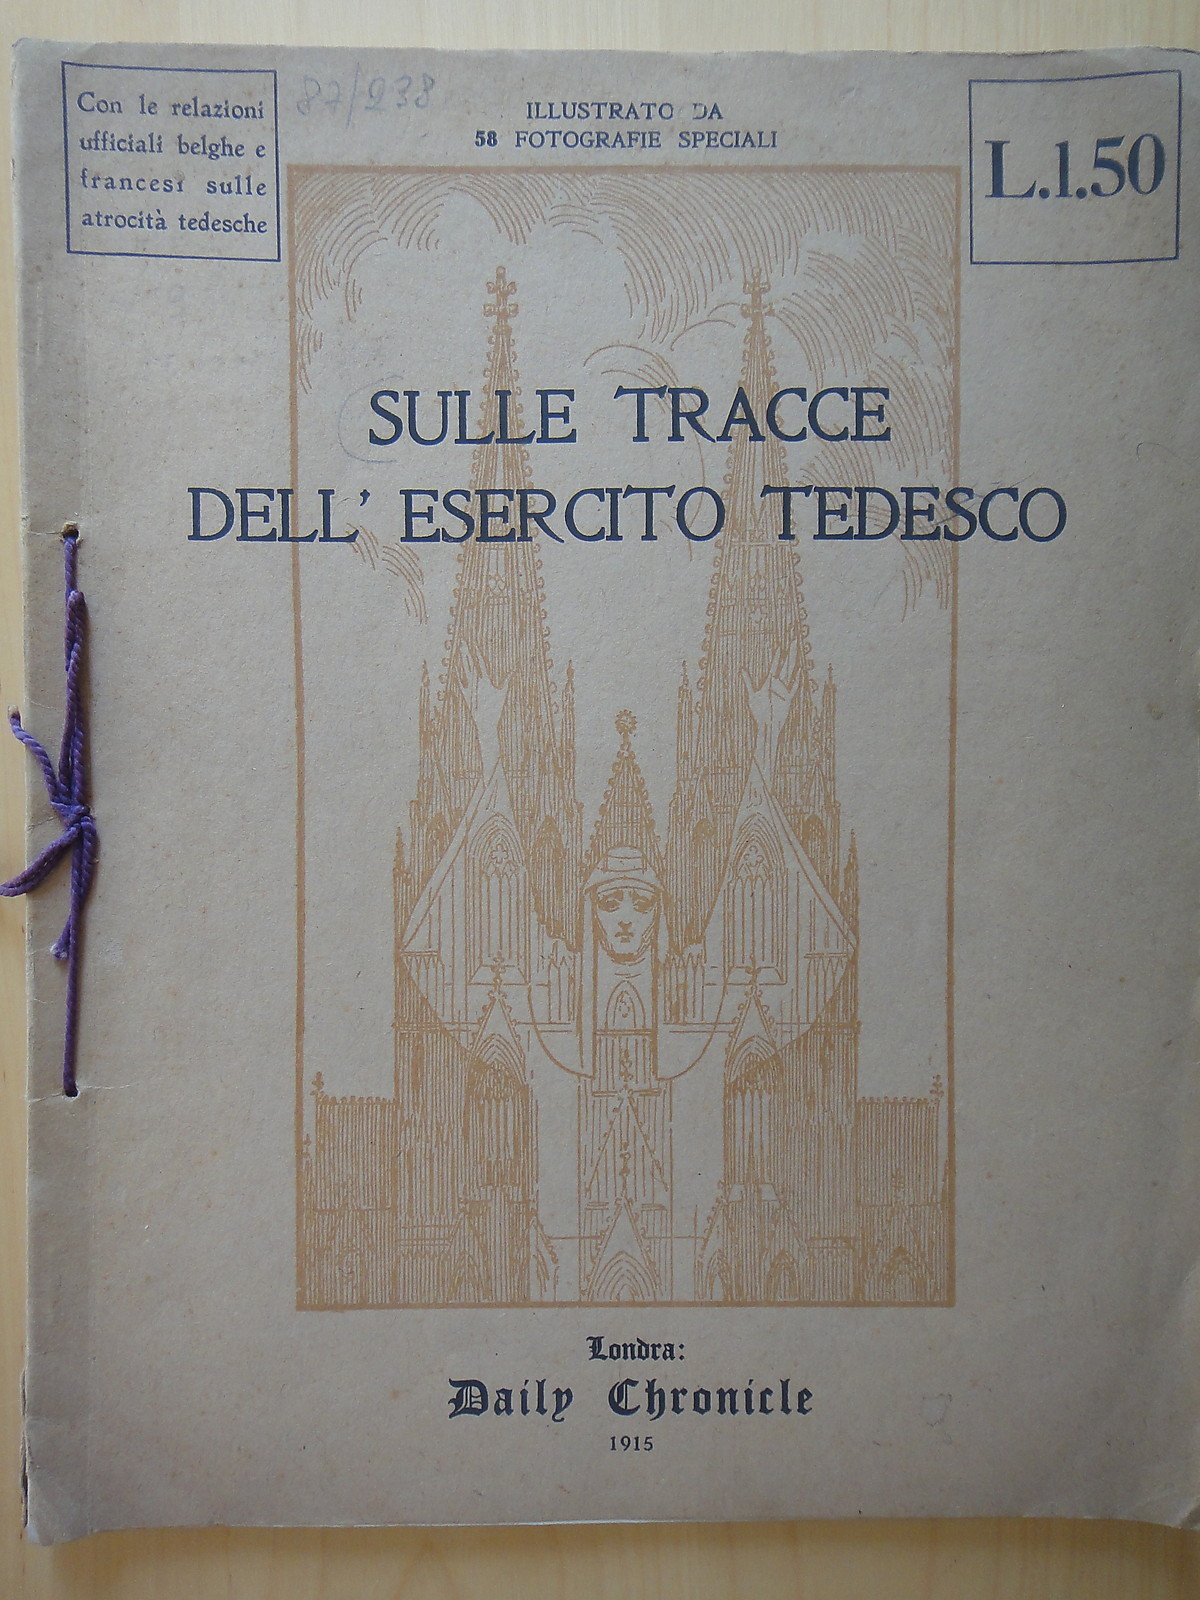 Con le relazioni
ufficiali belghe e
francesi sulle
atrocità tedesche
87/238
ILLUSTRATO DA
58 FOTOGRAFIE SPECIALI
L.1.50
SULLE TRACCE
DELL' ESERCITO TEDESCO
Londra:
Daily Chronicle
1915